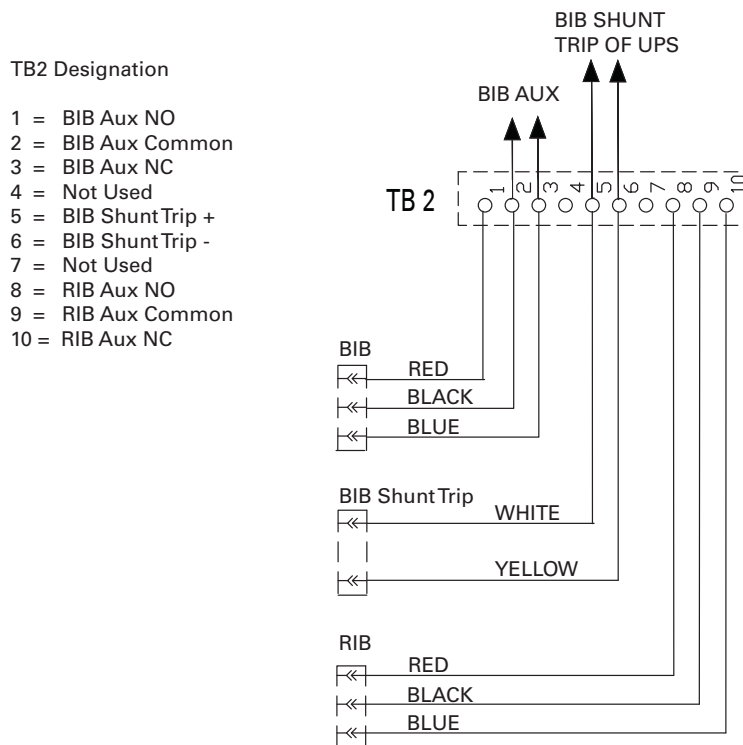 BIB SHUNT
TRIP OF UPS
TB2 Designation
BIB AUX
1 = BIB Aux NO
2 = BIB Aux Common
3 = BIB Aux NC
4 = Not Used
5 = BIB Shunt Trip +
6 = BIB Shunt Trip -
7 = Not Used
8 = RIB Aux NO
9 = RIB Aux Common
10 = RIB Aux NC
TB 2
1 2 3 4 5 6 7 8 9 10
BIB
RED
BLACK
BLUE
BIB Shunt Trip
WHITE
YELLOW
RIB
RED
BLACK
BLUE